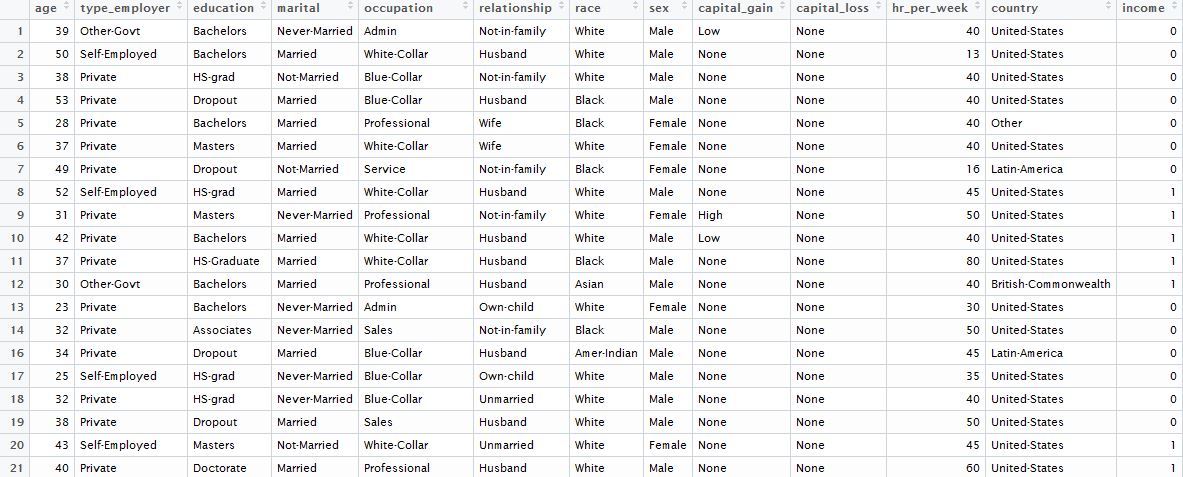 age type_employer education marital occupation relationship race sex capital_gain capital_loss hr_per_week country income
1 39 Other-Govt Bachelors Never-Married Admin Not-in-family White Male Low None 40 United-States 0
2 50 Self-Employed Bachelors Married White-Collar Husband White Male None None 13 United-States 0
3 38 Private HS-grad Not-Married Blue-Collar Not-in-family White Male None None 40 United-States 0
4 53 Private Dropout Married Blue-Collar Husband Black Male None None 40 United-States 0
5 28 Private Bachelors Married Professional Wife Black Female None None 40 Other 0
6 37 Private Masters Married White-Collar Wife White Female None None 40 United-States 0
7 49 Private Dropout Not-Married Service Not-in-family Black Female None None 16 Latin-America 0
8 52 Self-Employed HS-grad Married White-Collar Husband White Male None None 45 United-States 1
9 31 Private Masters Never-Married Professional Not-in-family White Female High None 50 United-States 1
10 42 Private Bachelors Married White-Collar Husband White Male Low None 40 United-States 1
11 37 Private HS-Graduate Married White-Collar Husband Black Male None None 80 United-States 1
12 30 Other-Govt Bachelors Married Professional Husband Asian Male None None 40 British-Commonwealth 1
13 23 Private Bachelors Never-Married Admin Own-child White Female None None 30 United-States 0
14 32 Private Associates Never-Married Sales Not-in-family Black Male None None 50 United-States 0
16 34 Private Dropout Married Blue-Collar Husband Amer-Indian Male None None 45 Latin-America 0
17 25 Self-Employed HS-grad Never-Married Blue-Collar Own-child White Male None None 35 United-States 0
18 32 Private HS-grad Never-Married Blue-Collar Unmarried White Male None None 40 United-States 0
19 38 Private Dropout Married Sales Husband White Male None None 50 United-States 0
20 43 Self-Employed Masters Not-Married White-Collar Unmarried White Female None None 45 United-States 1
21 40 Private Doctorate Married Professional Husband White Male None None 60 United-States 1